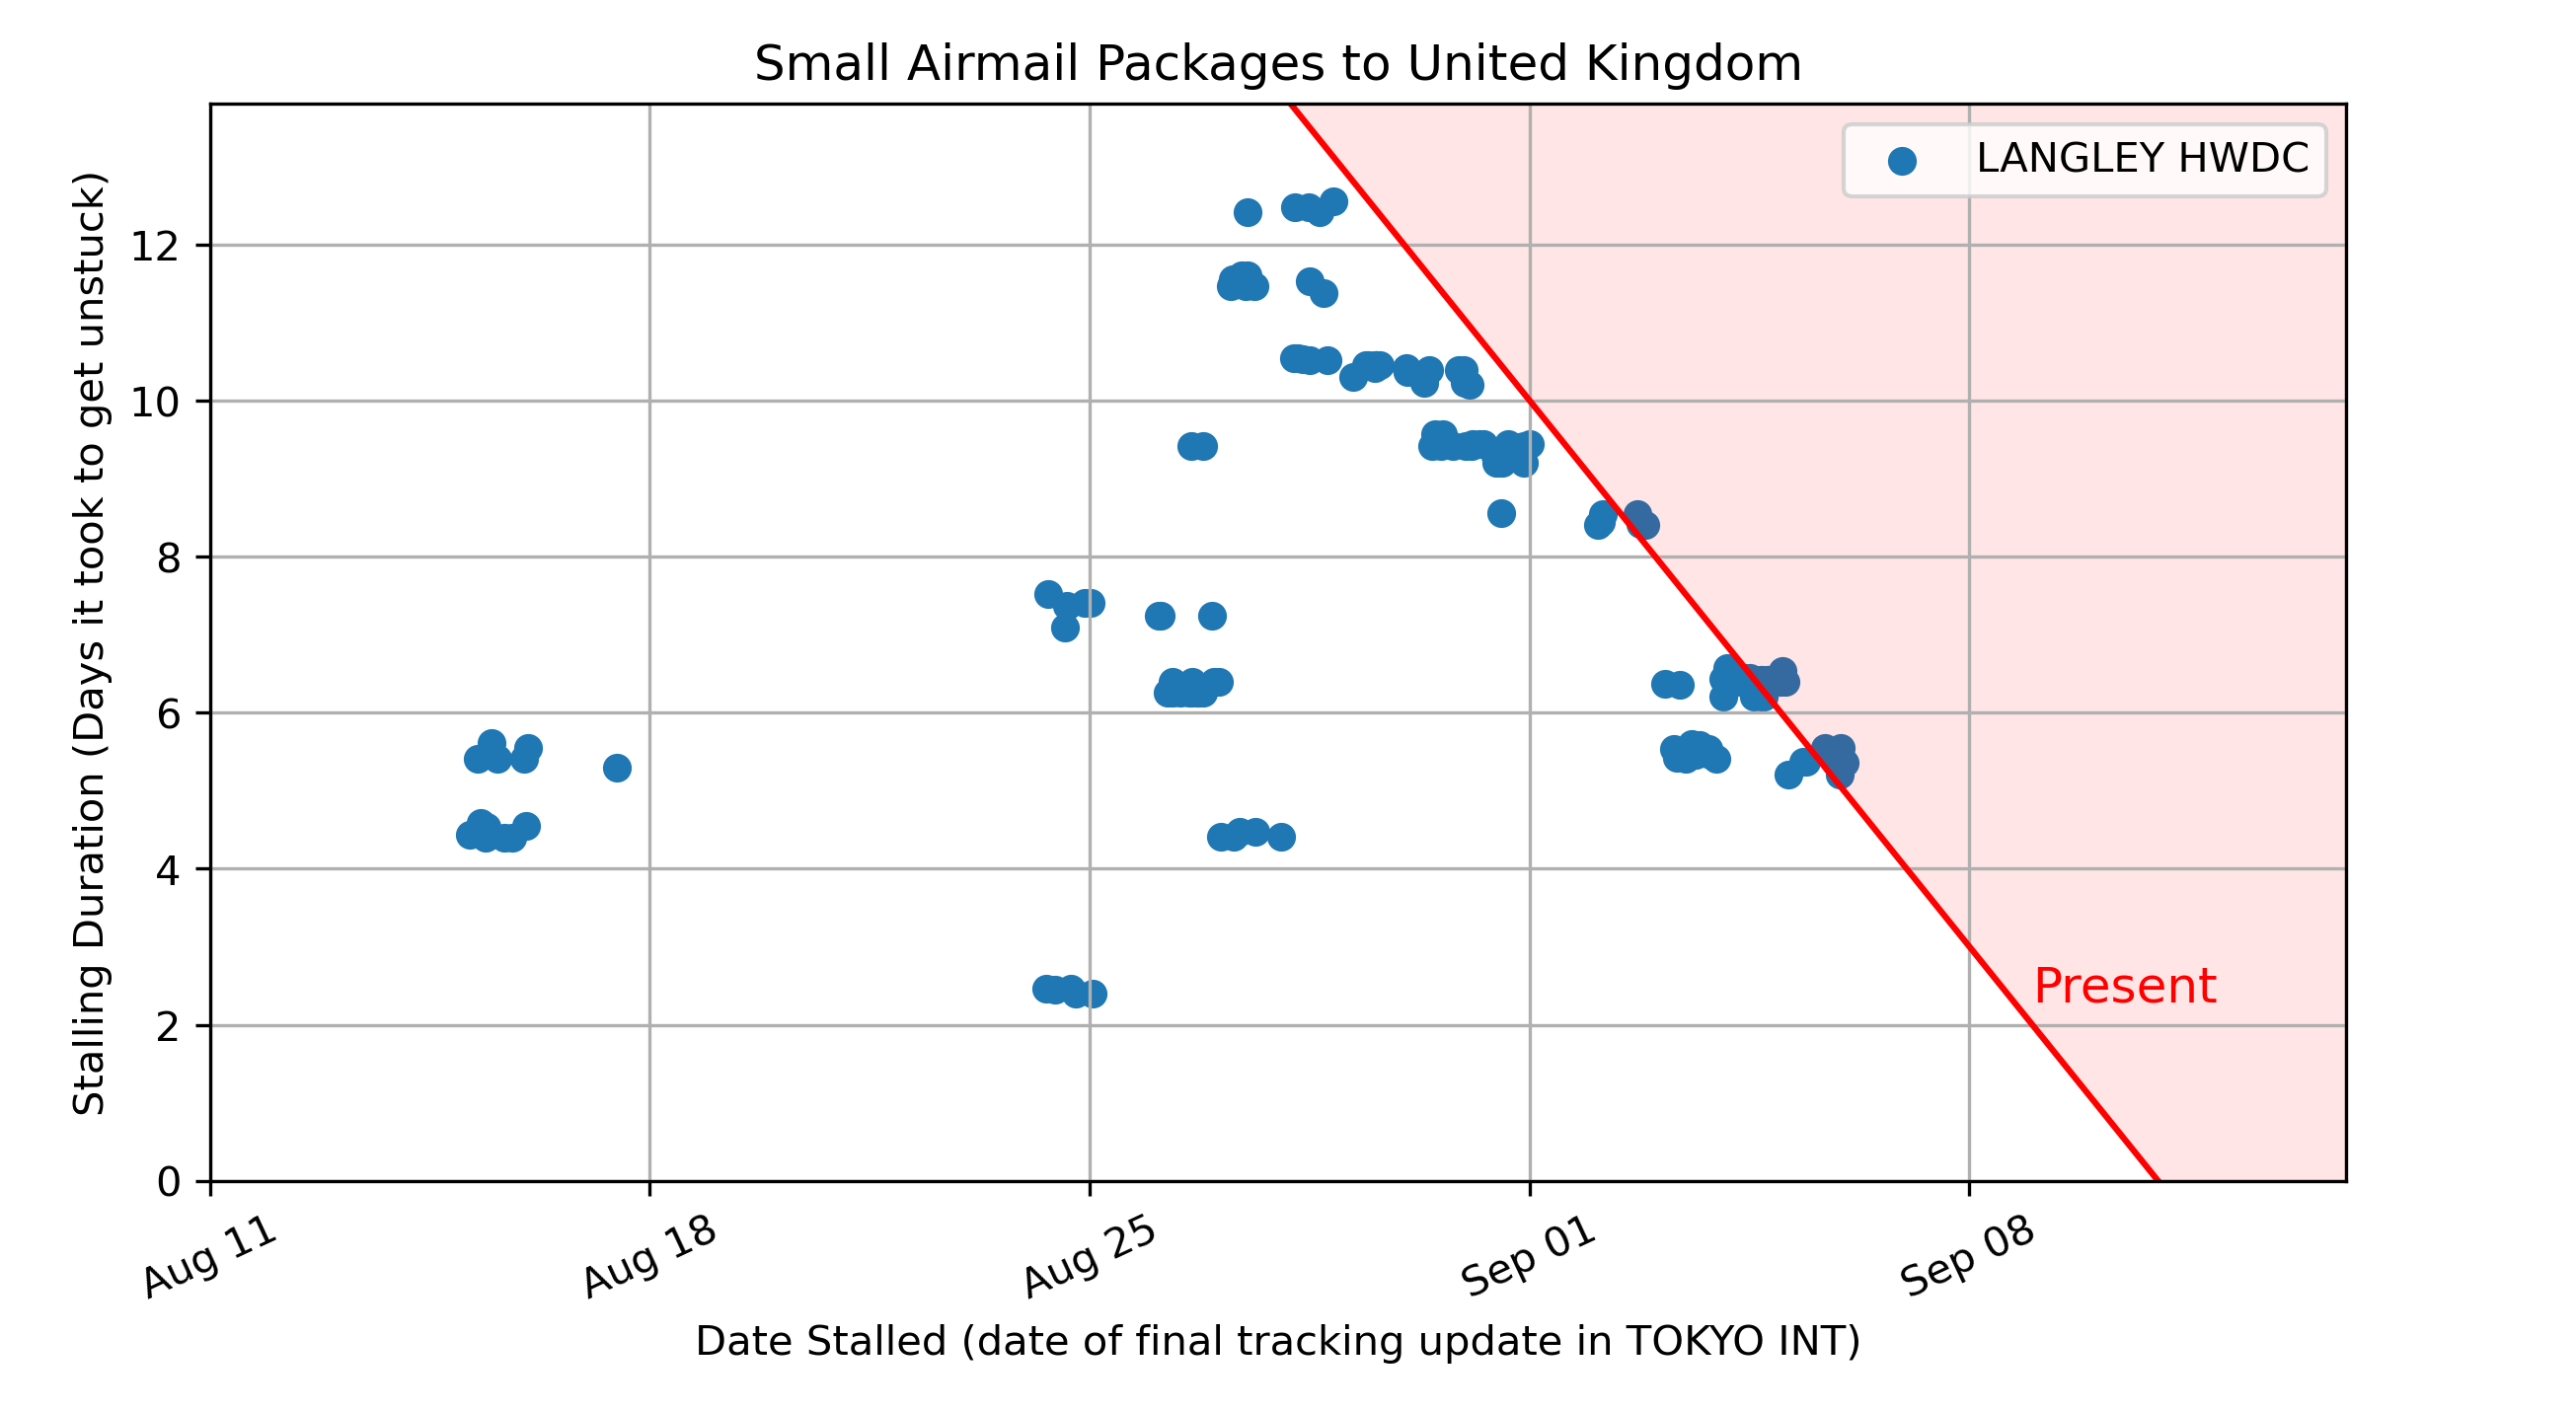 Small Airmail Packages to United Kingdom
LANGLEY HWDC
Stalling Duration (Days it took to get unstuck)
12
10
8
6
4
2
0
Present
Aug 11
Aug 18
Aug 25
Sep 01
Sep 08
Date Stalled (date of final tracking update in TOKYO INT)